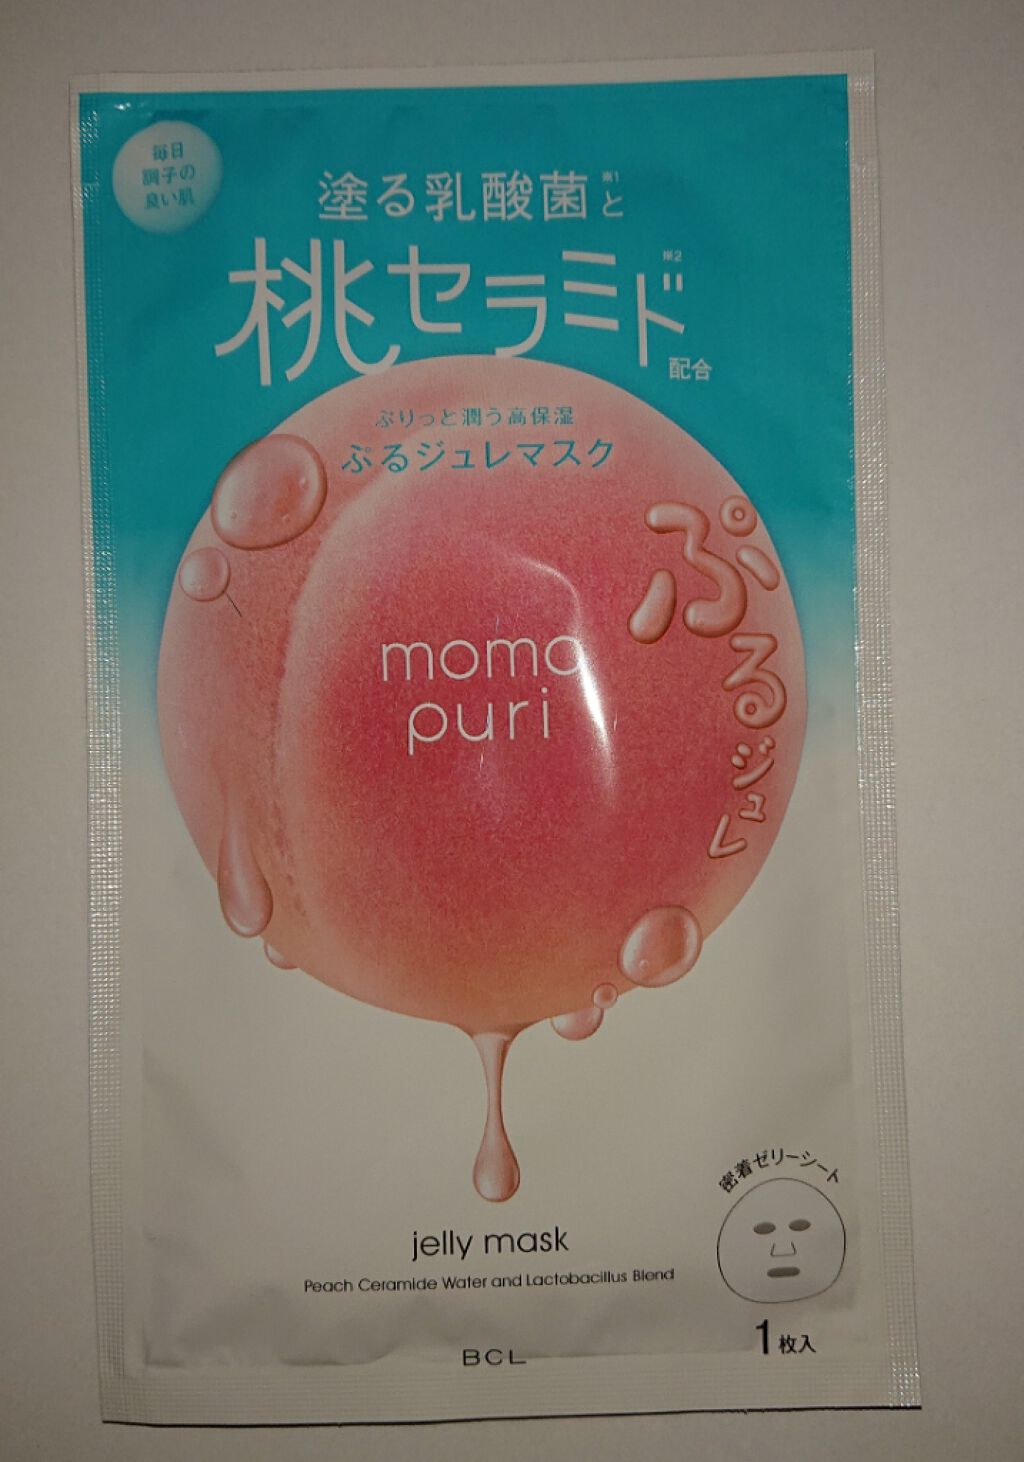 毎日
調子の
良い肌
塗る乳酸菌※1と
桃セラミド※2
配合
ぷりっと潤う高保湿
ぷるジュレマスク
ぷるジュレ
momo
puri
密着ゼリーシート
jelly mask
Peach Ceramide Water and Lactobacillus Blend
1枚入
BCL